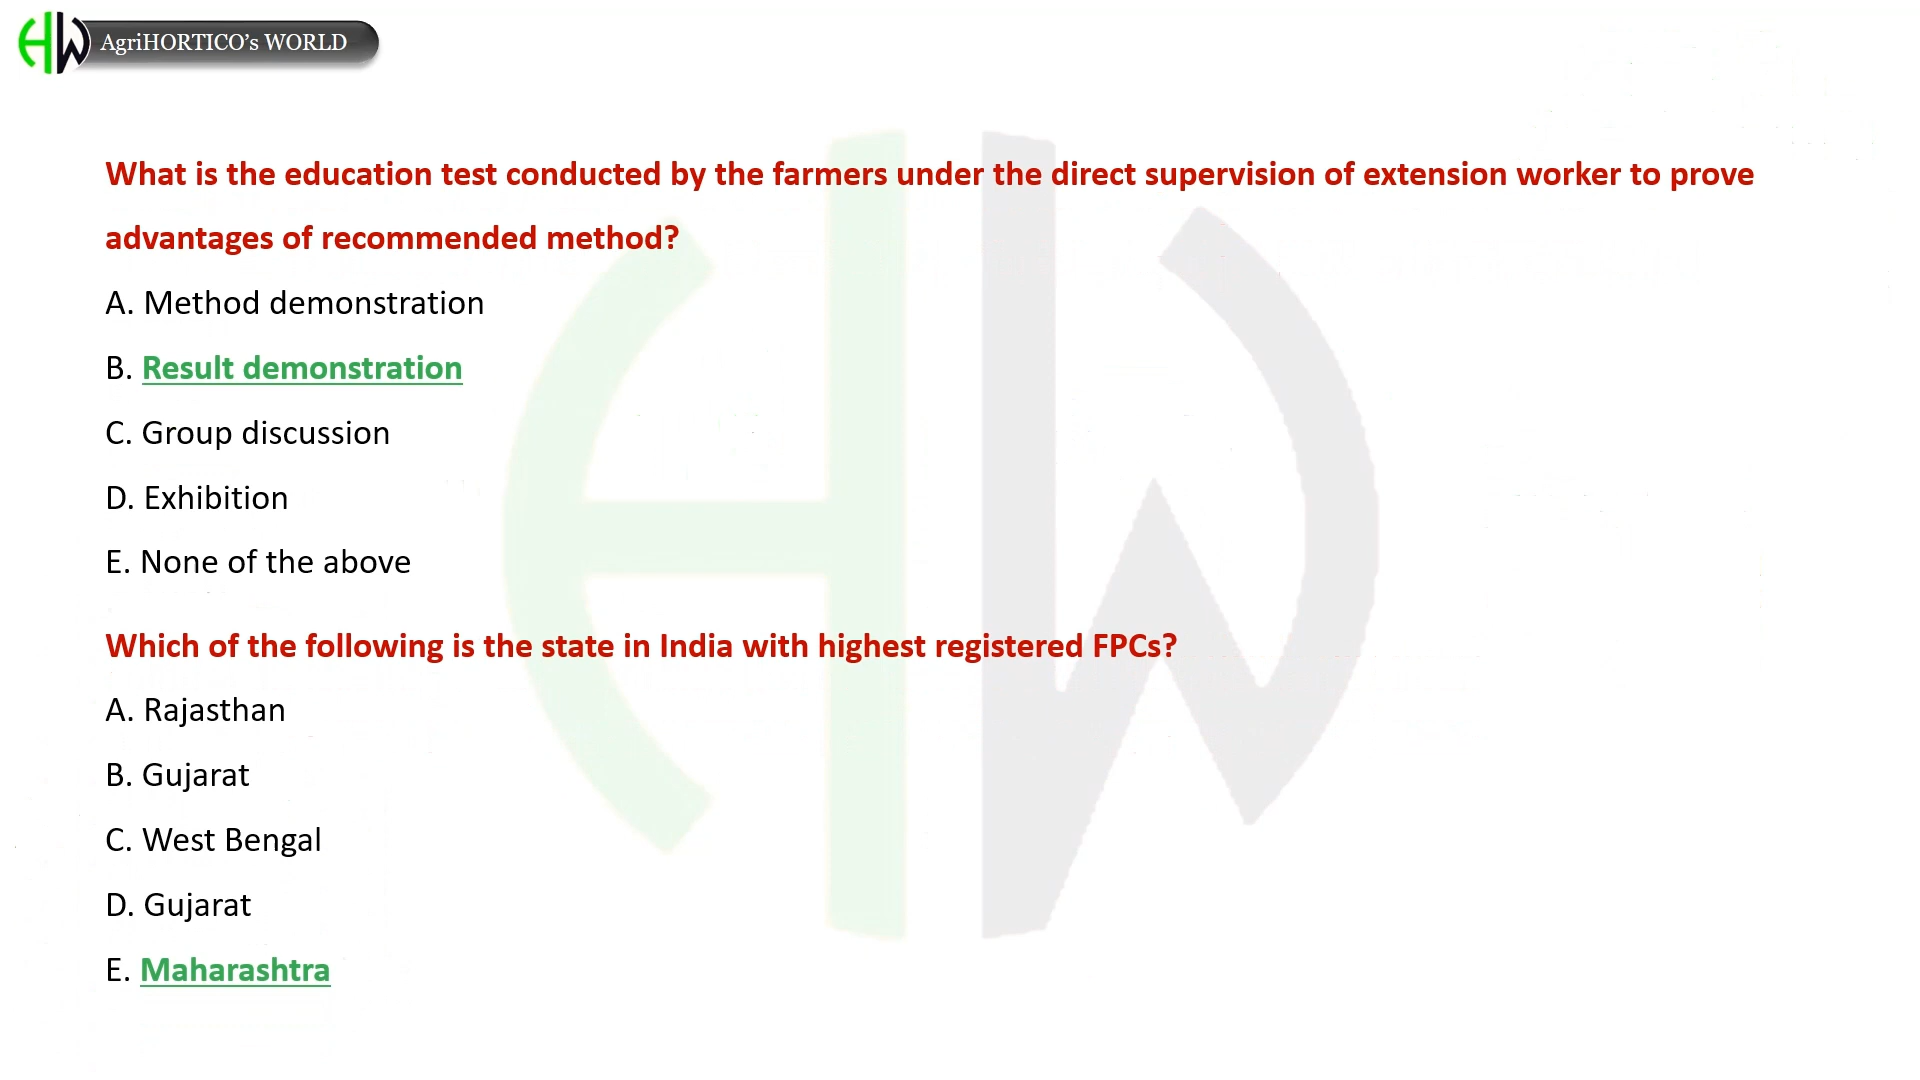 AgriHORTICO's WORLD
What is the education test conducted by the farmers under the direct supervision of extension worker to prove
advantages of recommended method?
A. Method demonstration
B. Result demonstration
C. Group discussion
D. Exhibition
E. None of the above
Which of the following is the state in India with highest registered FPCs?
A. Rajasthan
B. Gujarat
C. West Bengal
D. Gujarat
E. Maharashtra